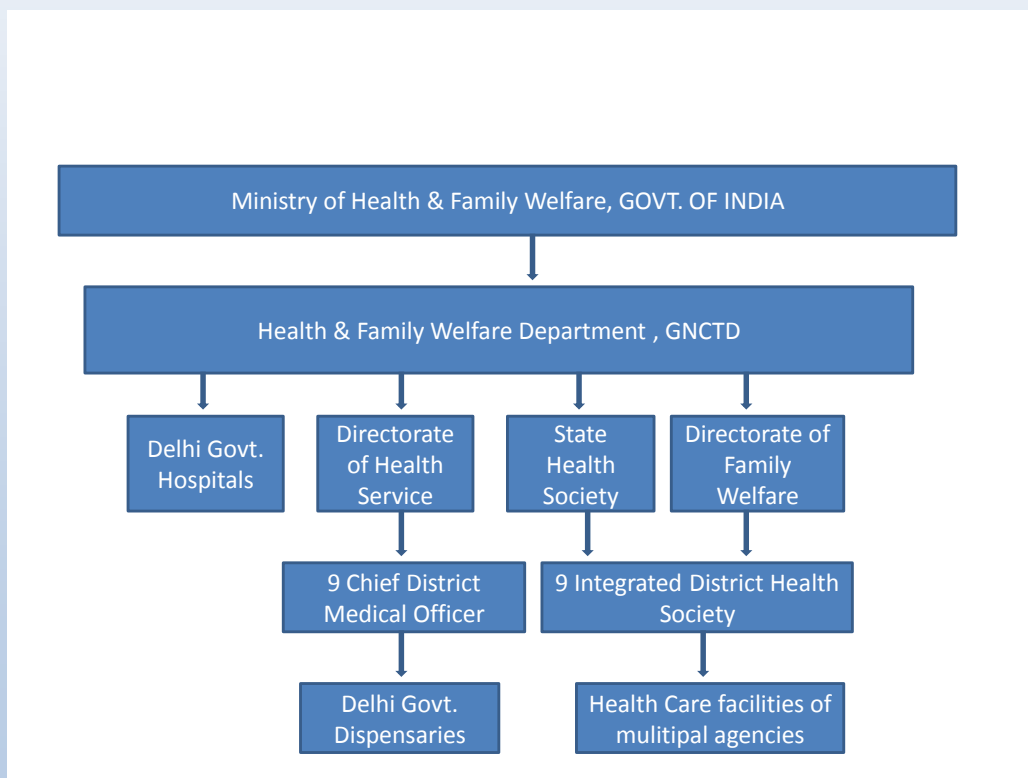 Ministry of Health & Family Welfare, GOVT. OF INDIA
Health & Family Welfare Department , GNCTD
Delhi Govt.
Hospitals
Directorate
of Health
Service
State
Health
Society
Directorate of
Family
Welfare
9 Chief District
Medical Officer
9 Integrated District Health
Society
Delhi Govt.
Dispensaries
Health Care facilities of
mulitipal agencies